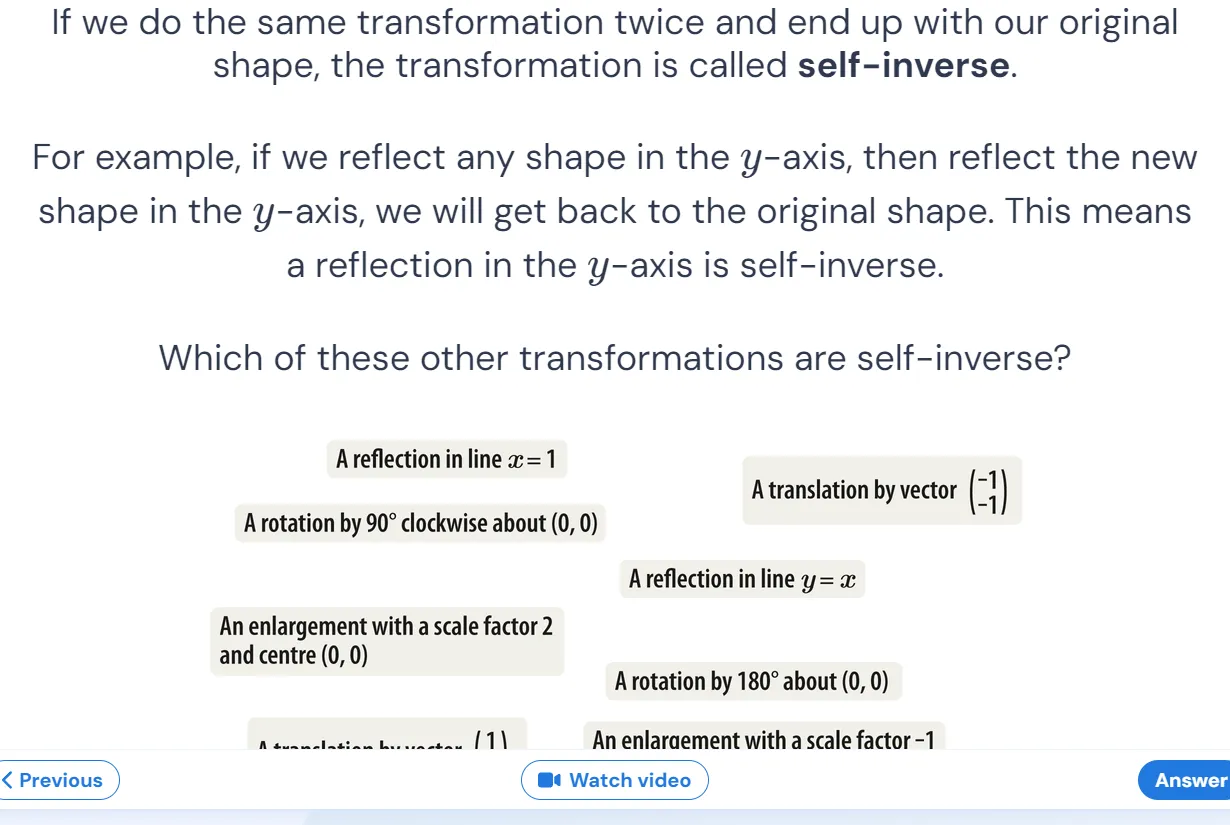 If we do the same transformation twice and end up with our original
shape, the transformation is called self-inverse.
For example, if we reflect any shape in the y-axis, then reflect the new
shape in the y-axis, we will get back to the original shape. This means
a reflection in the y-axis is self-inverse.
Which of these other transformations are self-inverse?
A reflection in line x = 1
A translation by vector (−1 −1)
A rotation by 90° clockwise about (0, 0)
A reflection in line y = x
An enlargement with a scale factor 2
and centre (0, 0)
A rotation by 180° about (0, 0)
A translation by vector (1)
An enlargement with a scale factor −1
Previous
Watch video
Answer